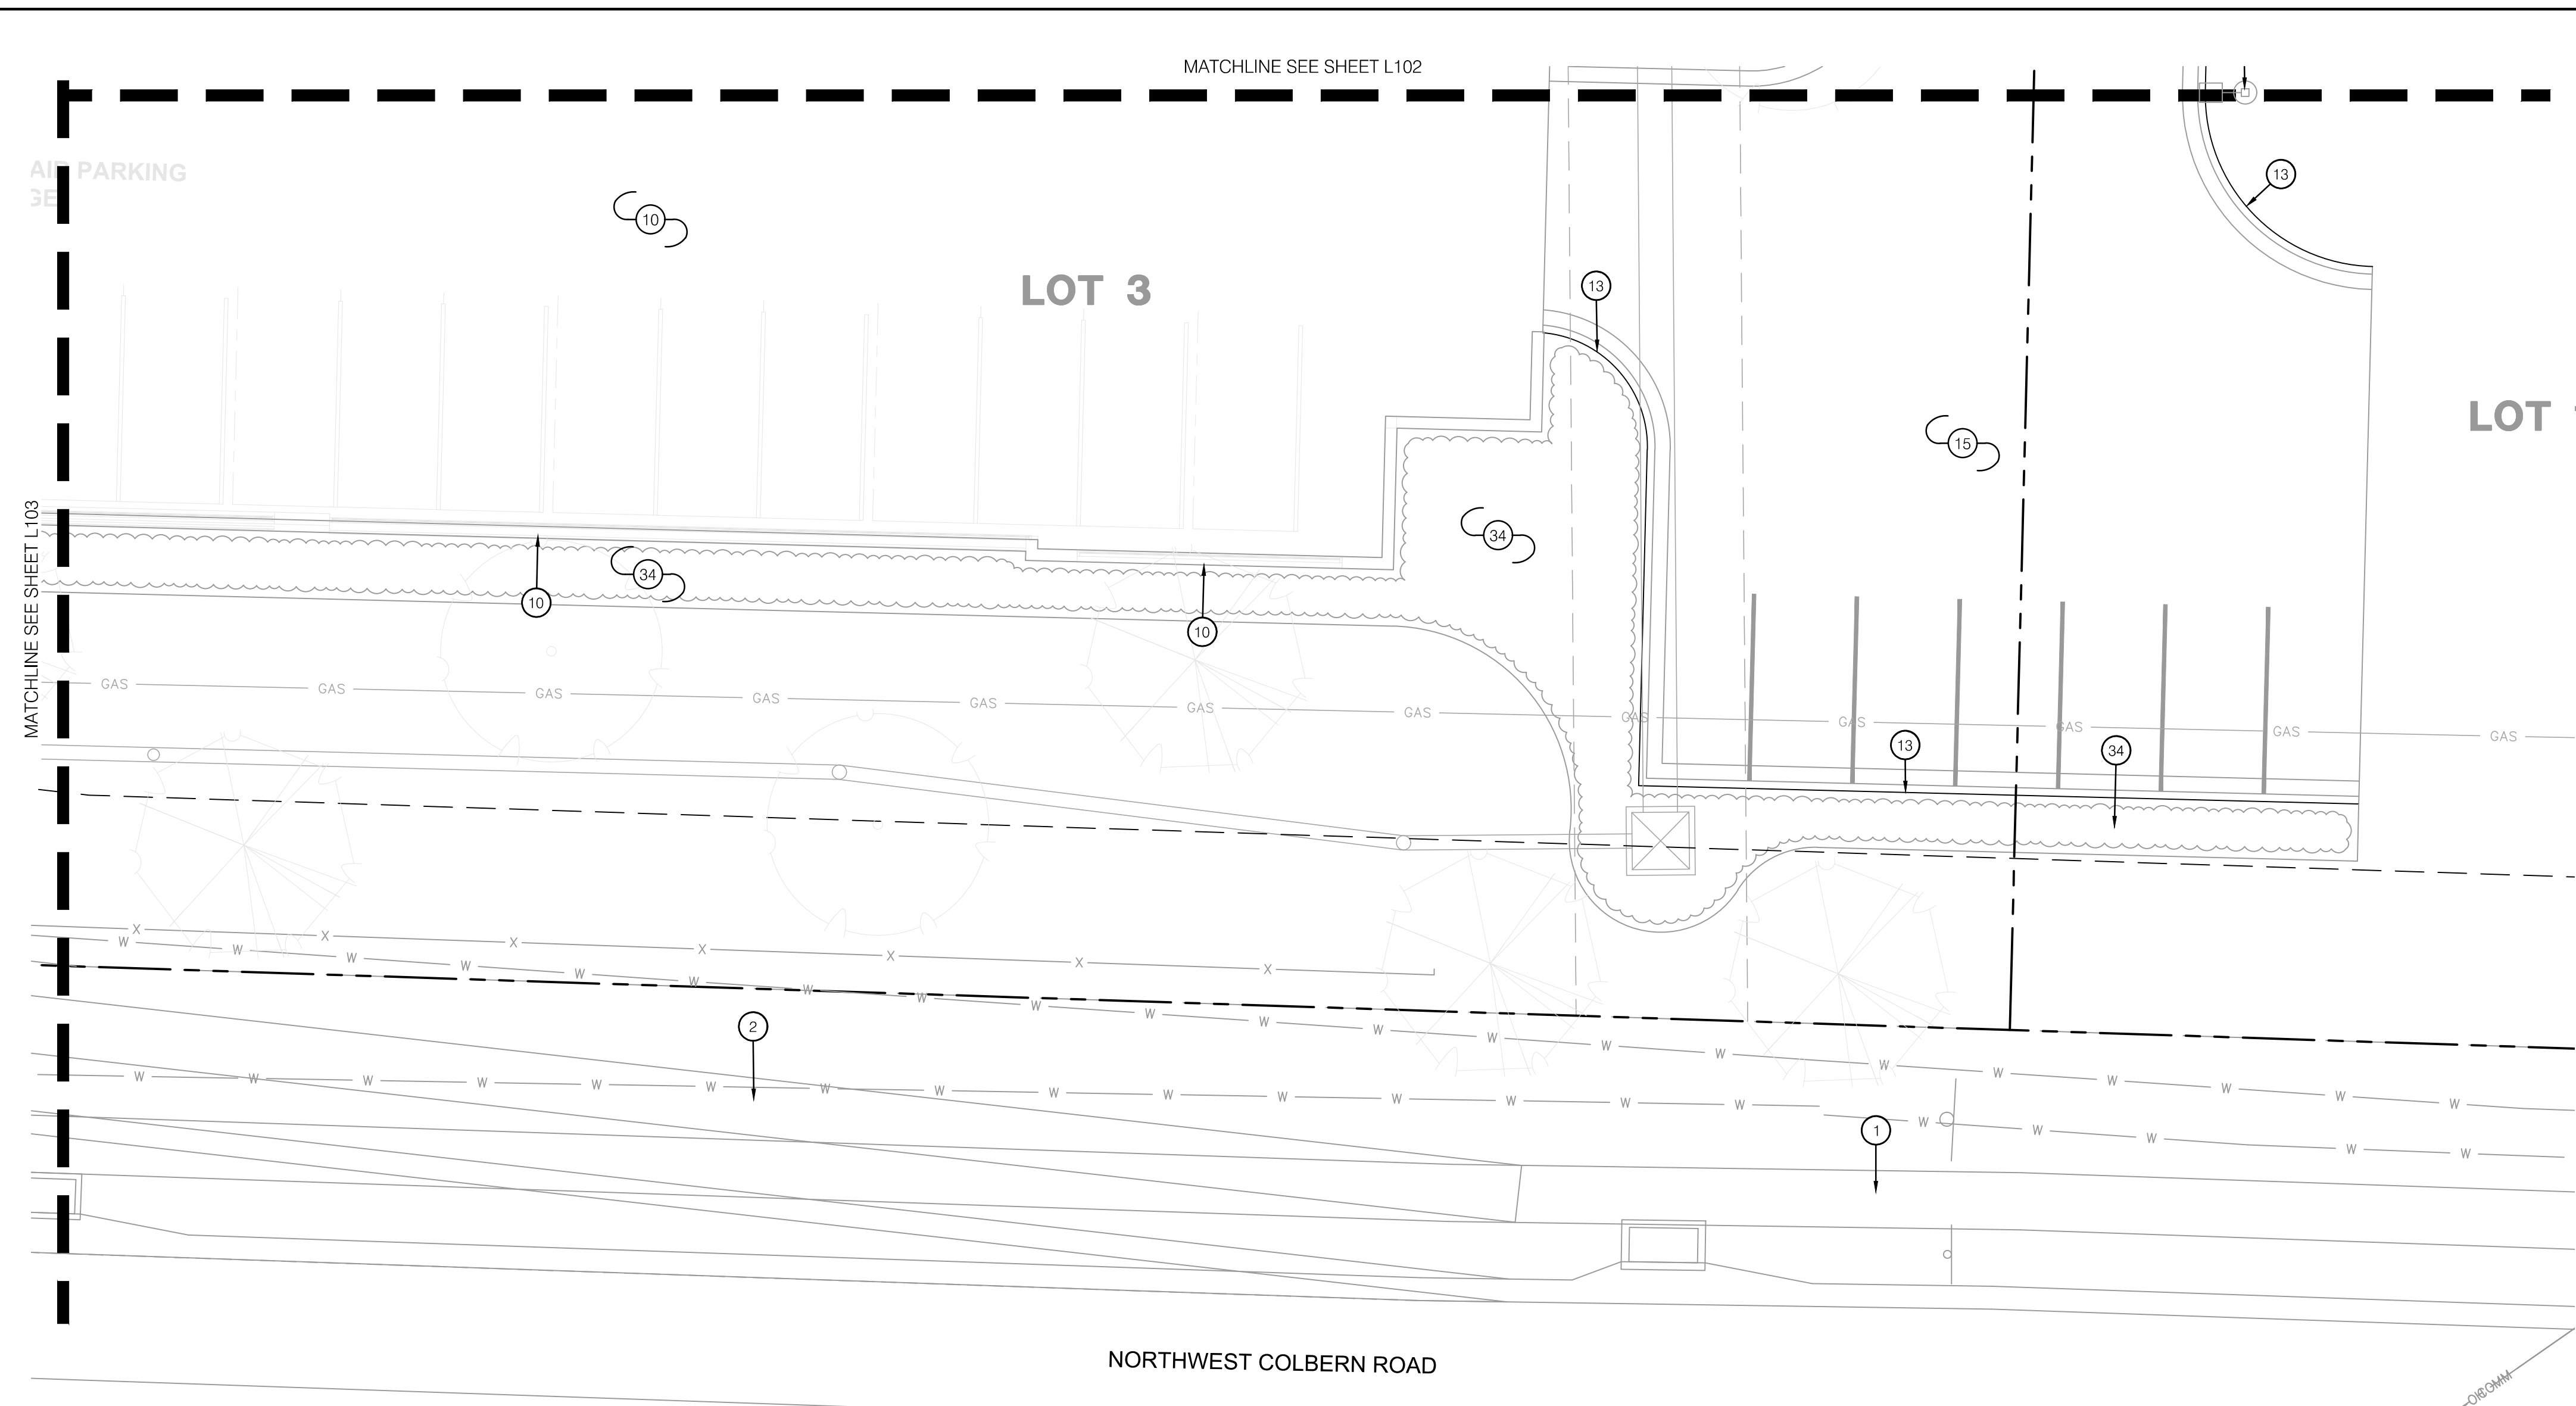 MATCHLINE SEE SHEET L102
PARKING
13
10
LOT 3
13
LOT
15
MATCHLINE SEE SHEET L103
34
34
10
10
GAS GAS GAS GAS GAS GAS GAS GAS GAS GAS GAS GAS
13
34
X X X X X X X
W W W W W W W W W W W W W W W W W W W W W
2
W W W W W W W W W W W W W W W W W W W W
1
NORTHWEST COLBERN ROAD